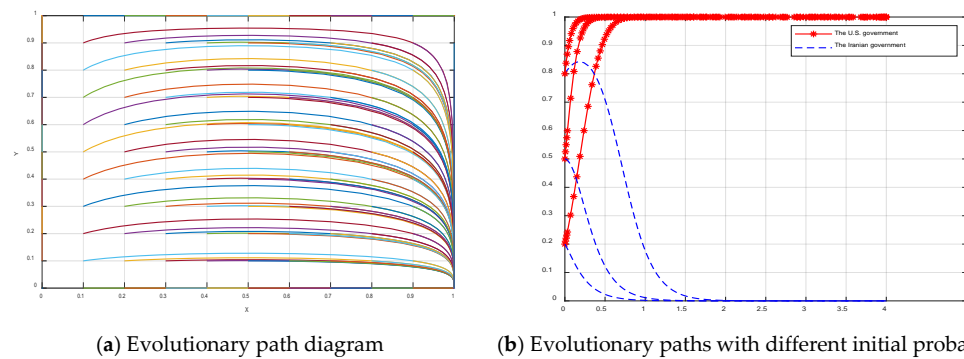 1
0.9
0.8
0.7
0.6
0.5
0.4
0.3
0.2
0.1
0
Y
0 0.1 0.2 0.3 0.4 0.5 0.6 0.7 0.8 0.9 1
X
1
0.9
0.8
0.7
0.6
0.5
0.4
0.3
0.2
0.1
0
The U.S. government
The Iranian government
0 0.5 1 1.5 2 2.5 3 3.5 4
(a) Evolutionary path diagram
(b) Evolutionary paths with different initial proba